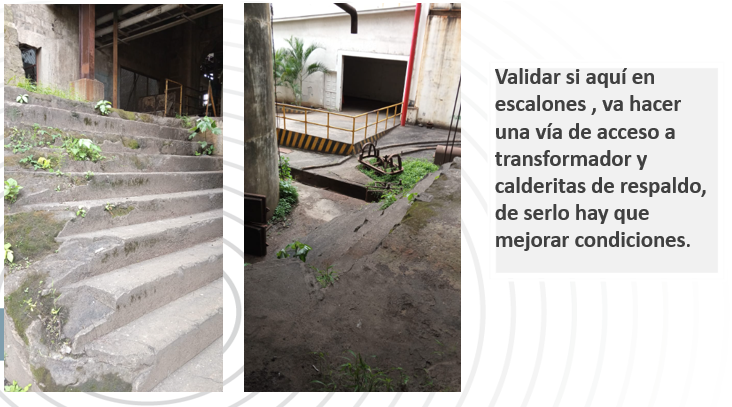 Validar si aquí en
escalones , va hacer
una vía de acceso a
transformador y
calderitas de respaldo,
de serlo hay que
mejorar condiciones.